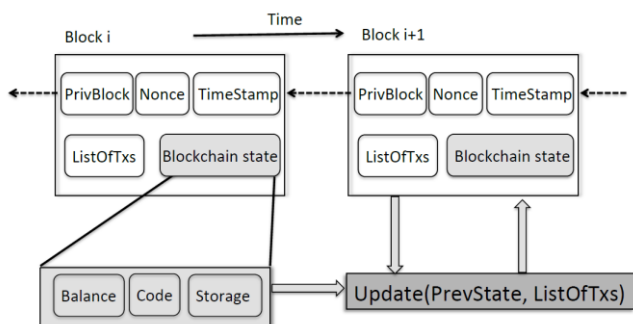 Time
Block i
Block i+1
PrivBlock Nonce TimeStamp
PrivBlock Nonce TimeStamp
ListOfTxs Blockchain state
ListOfTxs Blockchain state
Balance Code Storage
Update(PrevState, ListOfTxs)